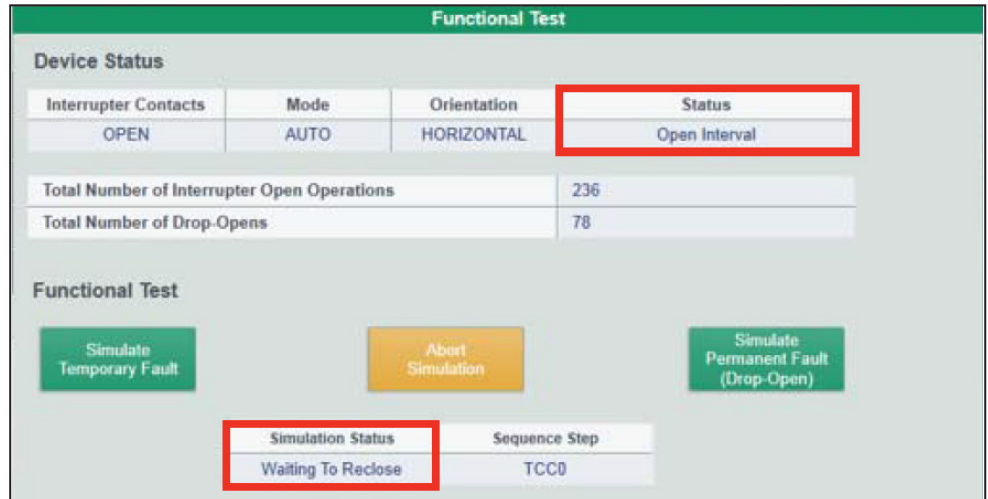 Functional Test
Device Status
Interrupter Contacts Mode Orientation Status
OPEN AUTO HORIZONTAL Open Interval
Total Number of Interrupter Open Operations 236
Total Number of Drop-Opens 78
Functional Test
Simulate
Temporary Fault
Abort
Simulation
Simulate
Permanent Fault
(Drop-Open)
Simulation Status Sequence Step
Waiting To Reclose TCC0